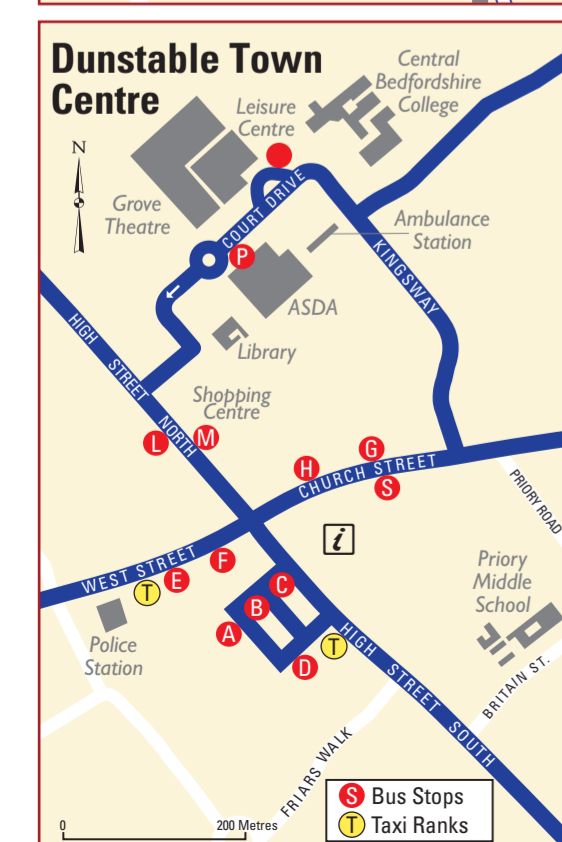 Dunstable Town
Centre
N
Leisure
Centre
Central
Bedfordshire
College
Grove
Theatre
COURT DRIVE
P
Ambulance
Station
KINGSWAY
ASDA
Library
HIGH STREET NORTH
Shopping
Centre
L
M
H
G
S
CHURCH STREET
PRIORY ROAD
i
WEST STREET
F
E
T
C
B
A
D
T
Police
Station
Priory
Middle
School
HIGH STREET SOUTH
BRITAIN ST.
FRIARS WALK
0
200 Metres
S Bus Stops
T Taxi Ranks